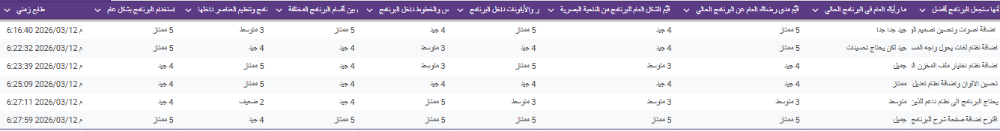 طابع زمني استخدام البرنامج بشكل عام وتنظيم العناصر داخلها بين أقسام البرنامج المختلفة والخطوط داخل البرنامج والأيقونات داخل البرنامج قيّم الشكل العام للبرنامج من الناحية البصرية قيّم مدى رضاك العام عن البرنامج الحالي ما رأيك العام في البرنامج الحالي أنها ستجعل البرنامج أفضل
6:16:40 2026/03/12 م 5 ممتاز 3 متوسط 5 ممتاز 4 جيد 5 ممتاز 4 جيد 5 ممتاز جيد جدا جدا اضافة اصوات وتحسين تصميم
6:22:32 2026/03/12 م 5 ممتاز 4 جيد 4 جيد 3 متوسط 4 جيد 4 جيد 5 ممتاز جيد لكن يحتاج تحسينات اضافة نظام لغات يحول واجه
6:23:39 2026/03/12 م 4 جيد 5 ممتاز 4 جيد 3 متوسط 5 ممتاز 3 متوسط 4 جيد جميل اضافة نظام اختيار ملف المخزن
6:25:09 2026/03/12 م 4 جيد 5 ممتاز 4 جيد 4 جيد 4 جيد 4 جيد 4 جيد ممتاز تحسين الالوان واضافة نظام تعديل
6:27:11 2026/03/12 م 4 جيد 2 ضعيف 4 جيد 5 ممتاز 3 متوسط 3 متوسط 3 متوسط متوسط يحتاج البرنامج الى نظام داعم للذين
6:27:59 2026/03/12 م 5 ممتاز 4 جيد 5 ممتاز 5 ممتاز 5 ممتاز 5 ممتاز 5 ممتاز جميل اقترح اضافة صفحة شرح للبرنامج